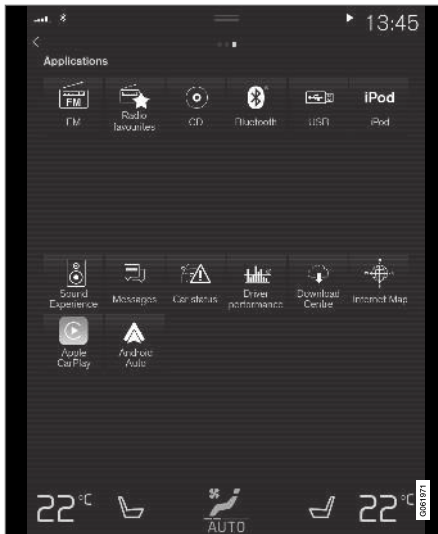 13:45
Applications
iPod
FM
FM
Radio
favourites
CD
Bluetooth
USB
iPod
Sound
Experience
Messages
Car status
Driver
performance
Download
Centre
Internet Map
Apple
CarPlay
Android
Auto
22°C
AUTO
22°C
G061971